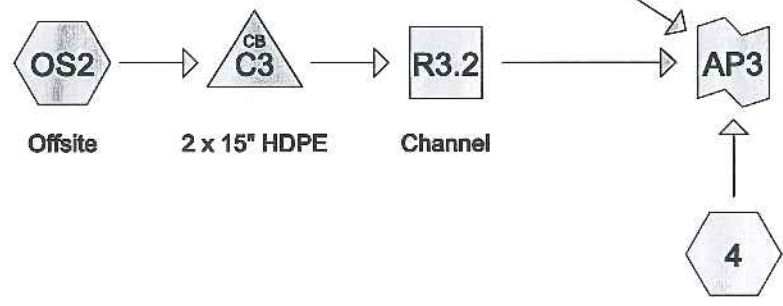 OS2
CB
C3
R3.2
AP3
Offsite
2 x 15" HDPE
Channel
4